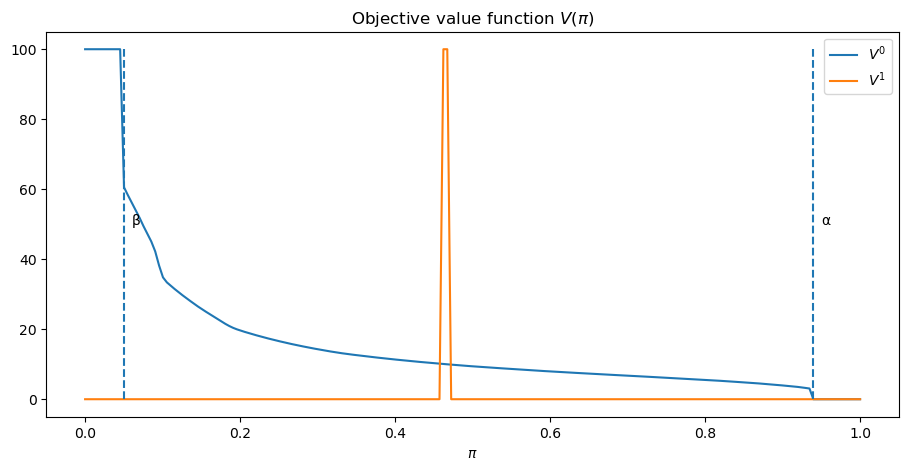 Objective value function V(π)
V⁰
V¹
100
80
60
40
20
0
β
α
0.0 0.2 0.4 0.6 0.8 1.0
π